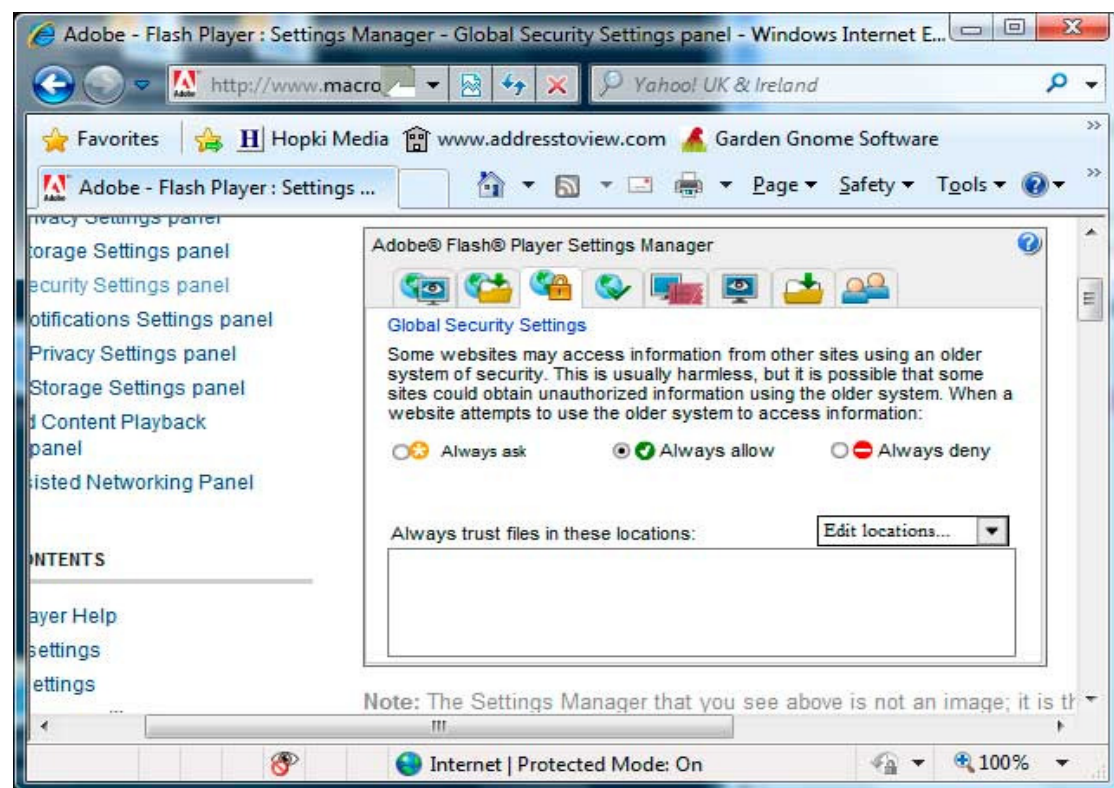 Adobe - Flash Player : Settings Manager - Global Security Settings panel - Windows Internet E...
http://www.macro
Yahoo! UK & Ireland
Favorites H Hopki Media www.addresstoview.com Garden Gnome Software
Adobe - Flash Player : Settings ... Page Safety Tools
ivacy Settings panel
torage Settings panel
ecurity Settings panel
otifications Settings panel
Privacy Settings panel
Storage Settings panel
d Content Playback
panel
sisted Networking Panel
ONTENTS
ayer Help
settings
ettings
Adobe® Flash® Player Settings Manager
Global Security Settings
Some websites may access information from other sites using an older
system of security. This is usually harmless, but it is possible that some
sites could obtain unauthorized information using the older system. When a
website attempts to use the older system to access information:
Always ask Always allow Always deny
Always trust files in these locations: Edit locations...
Note: The Settings Manager that you see above is not an image; it is th
Internet | Protected Mode: On 100%